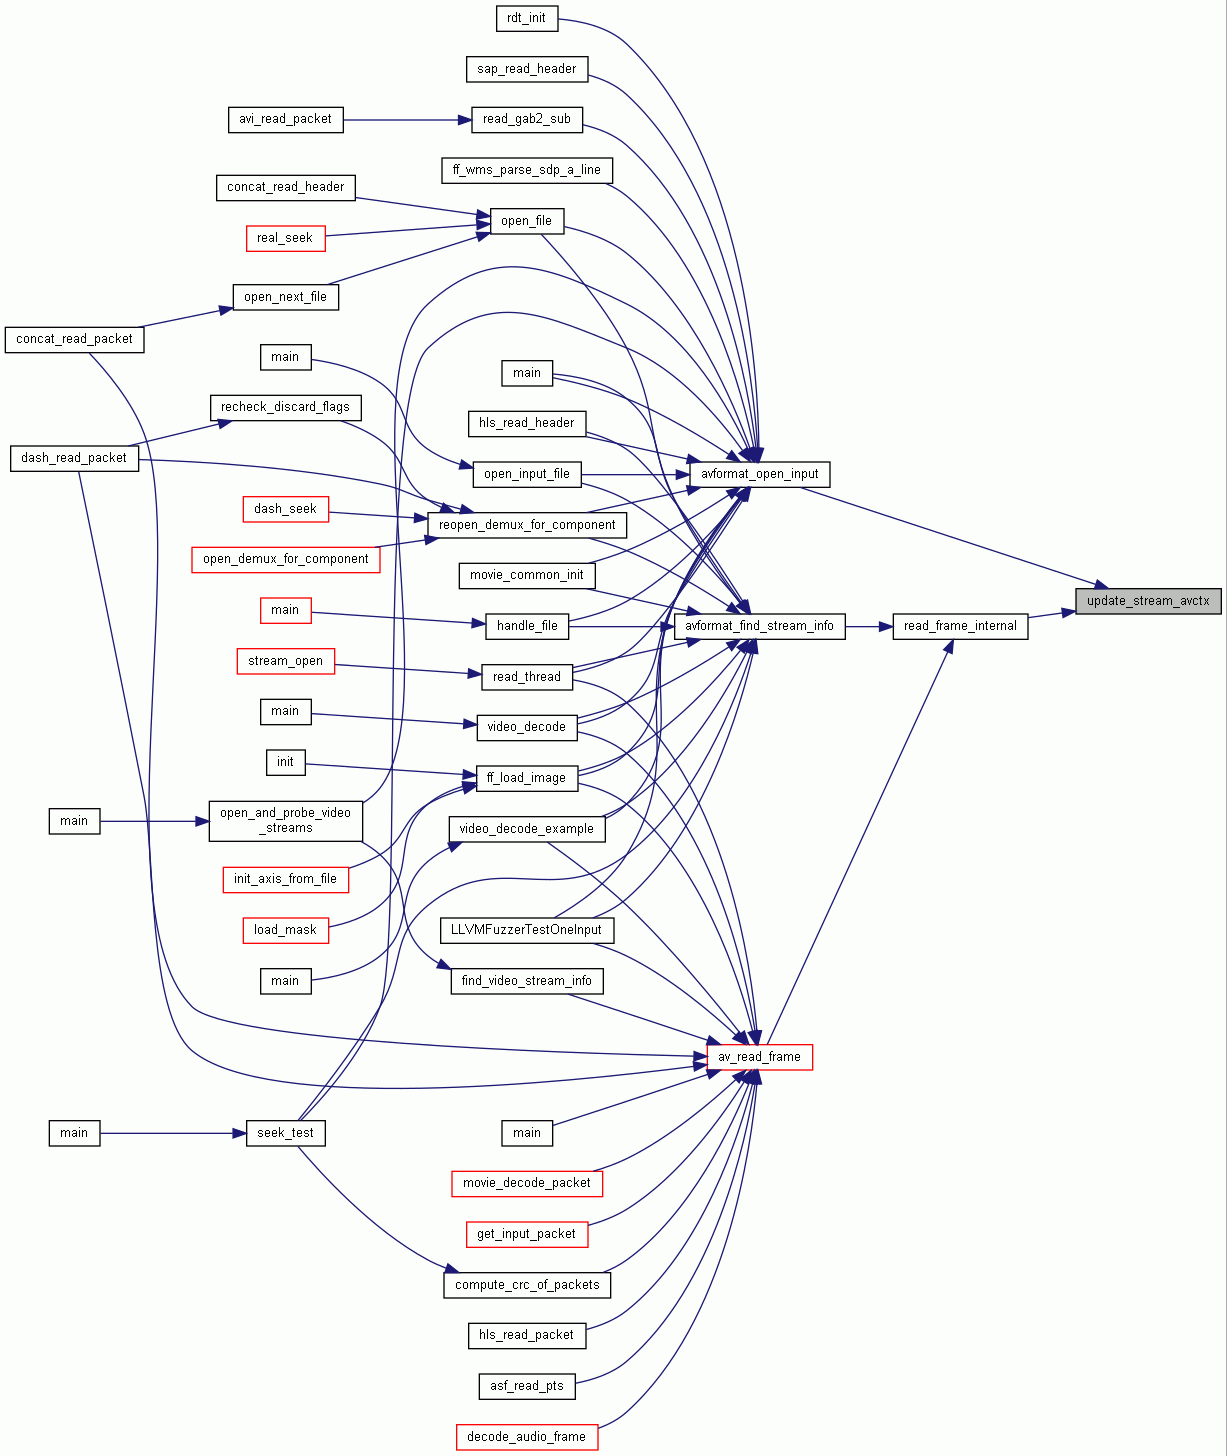 rdt_init
sap_read_header
avi_read_packet
read_gab2_sub
ff_wms_parse_sdp_a_line
concat_read_header
open_file
real_seek
open_next_file
concat_read_packet
main
main
recheck_discard_flags
hls_read_header
dash_read_packet
open_input_file
avformat_open_input
dash_seek
reopen_demux_for_component
open_demux_for_component
movie_common_init
update_stream_avctx
main
handle_file
avformat_find_stream_info
read_frame_internal
stream_open
read_thread
main
video_decode
init
ff_load_image
main
open_and_probe_video
_streams
video_decode_example
init_axis_from_file
load_mask
LLVMFuzzerTestOneInput
main
find_video_stream_info
av_read_frame
main
seek_test
main
movie_decode_packet
get_input_packet
compute_crc_of_packets
hls_read_packet
asf_read_pts
decode_audio_frame